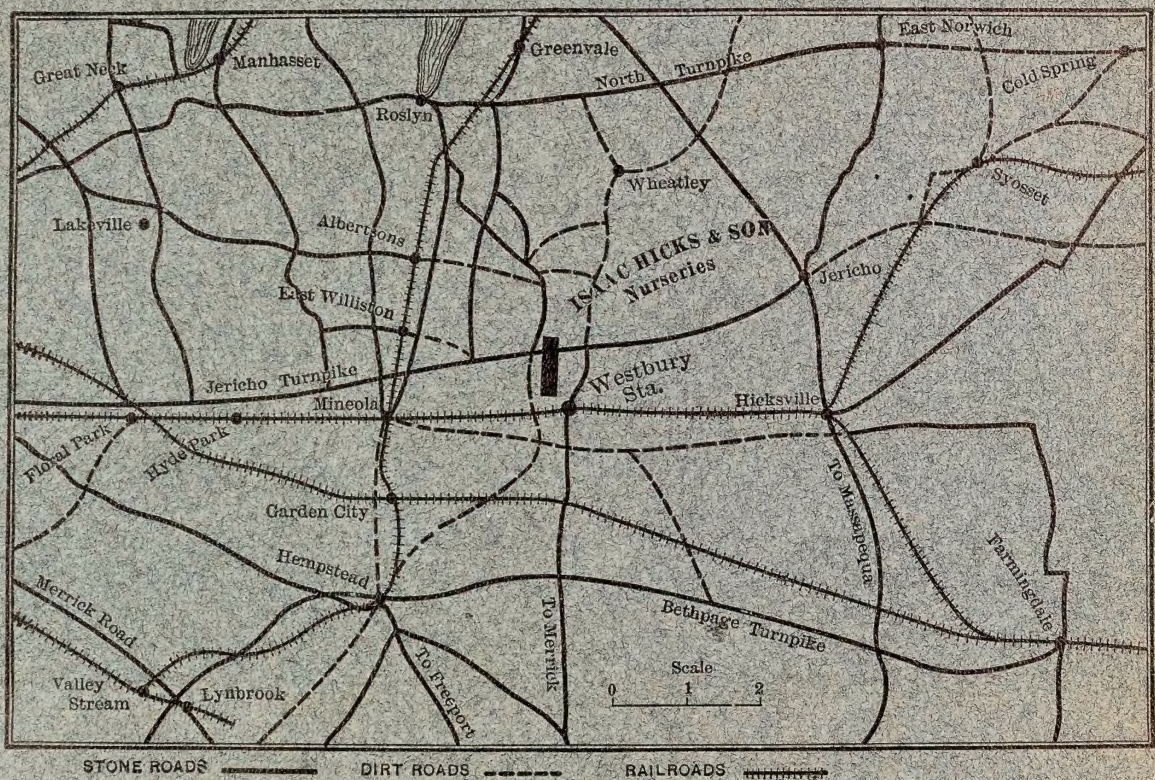 East Norwich
Greenvale
Great Neck
Manhasset
North Turnpike
Cold Spring
Roslyn
Wheatley
Syosset
Lakeville
Albertsons
ISAAC HICKS & SON
Nurseries
Jericho
East Williston
Jericho Turnpike
Westbury
Sta.
Mineola
Hicksville
Floral Park
Hyde Park
Garden City
To Massapequa
Hempstead
Farmingdale
Merrick Road
To Merrick
Bethpage Turnpike
To Freeport
Scale
0 1 2
Valley
Stream
Lynbrook
STONE ROADS DIRT ROADS RAILROADS